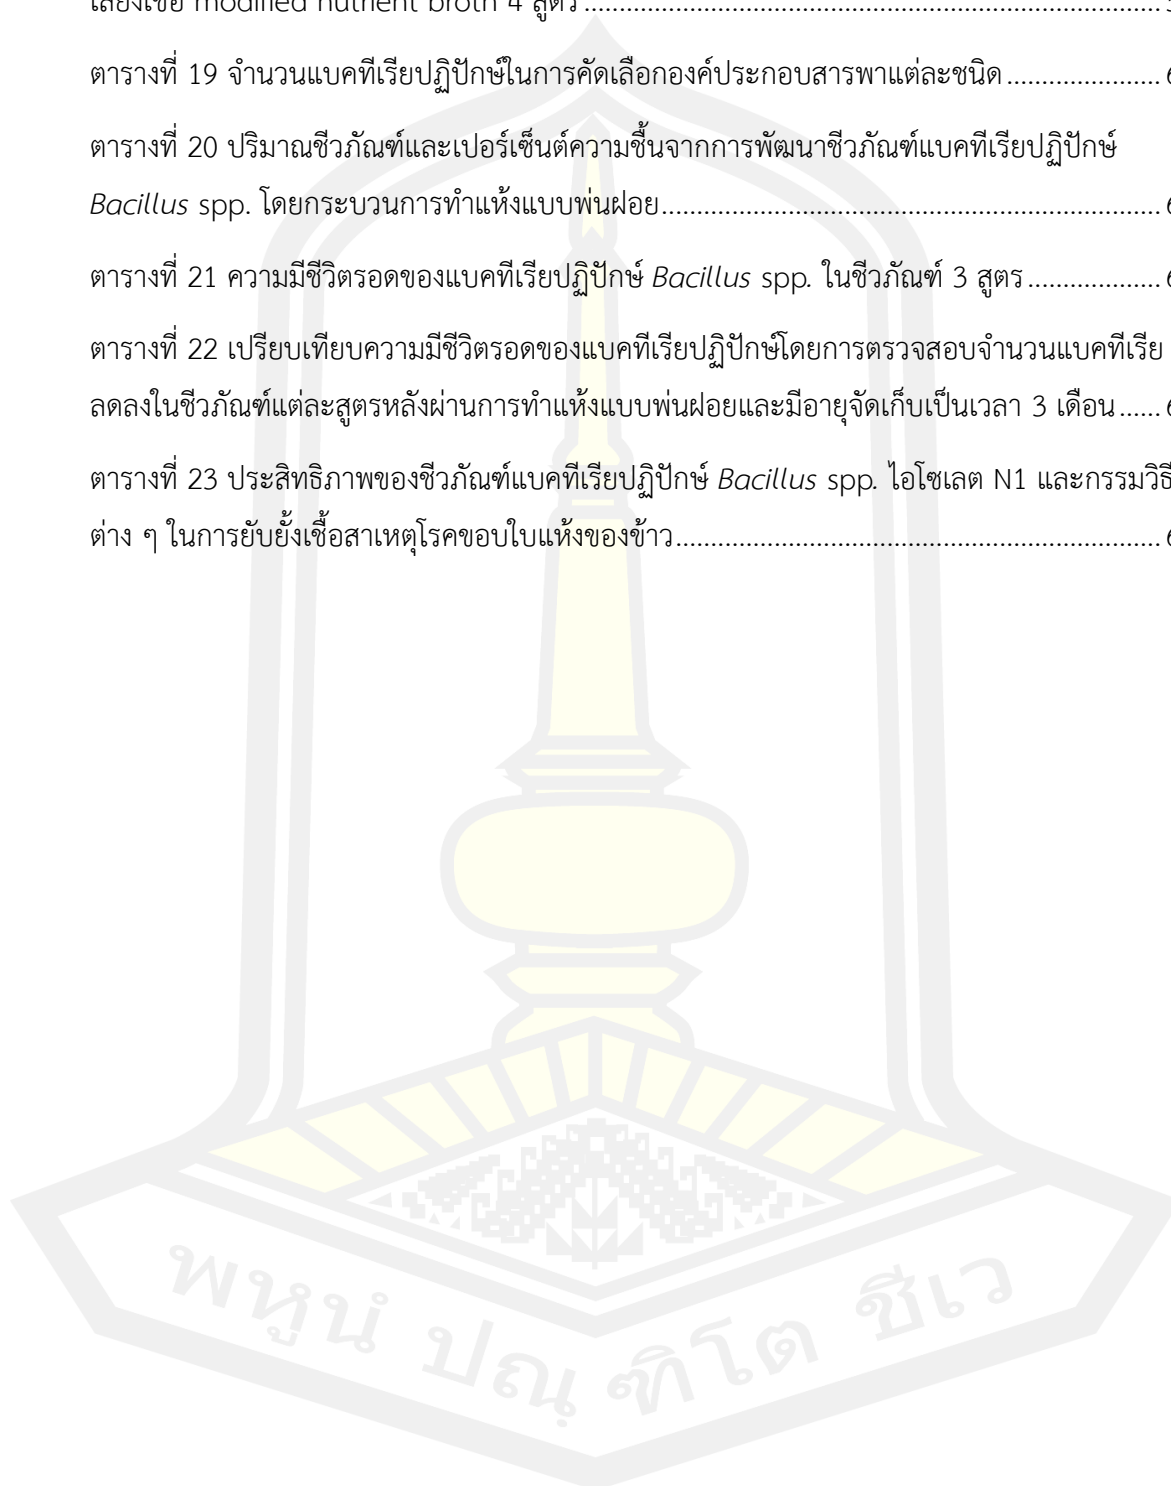 เลี้ยงเชื้อ modified nutrient broth 4 สูตร
ตารางที่ 19 จำนวนแบคทีเรียปฏิปักษ์ในการคัดเลือกองค์ประกอบสารพาแต่ละชนิด
ตารางที่ 20 ปริมาณชีวภัณฑ์และเปอร์เซ็นต์ความชื้นจากการพัฒนาชีวภัณฑ์แบคทีเรียปฏิปักษ์
Bacillus spp. โดยกระบวนการทำแห้งแบบพ่นฝอย
ตารางที่ 21 ความมีชีวิตรอดของแบคทีเรียปฏิปักษ์ Bacillus spp. ในชีวภัณฑ์ 3 สูตร
ตารางที่ 22 เปรียบเทียบความมีชีวิตรอดของแบคทีเรียปฏิปักษ์โดยการตรวจสอบจำนวนแบคทีเรีย
ลดลงในชีวภัณฑ์แต่ละสูตรหลังผ่านการทำแห้งแบบพ่นฝอยและมีอายุจัดเก็บเป็นเวลา 3 เดือน
ตารางที่ 23 ประสิทธิภาพของชีวภัณฑ์แบคทีเรียปฏิปักษ์ Bacillus spp. ไอโซเลต N1 และกรรมวิธี
ต่าง ๆ ในการยับยั้งเชื้อสาเหตุโรคขอบใบแห้งของข้าว
พหูนํ ปณฺฑิโต ชีเว